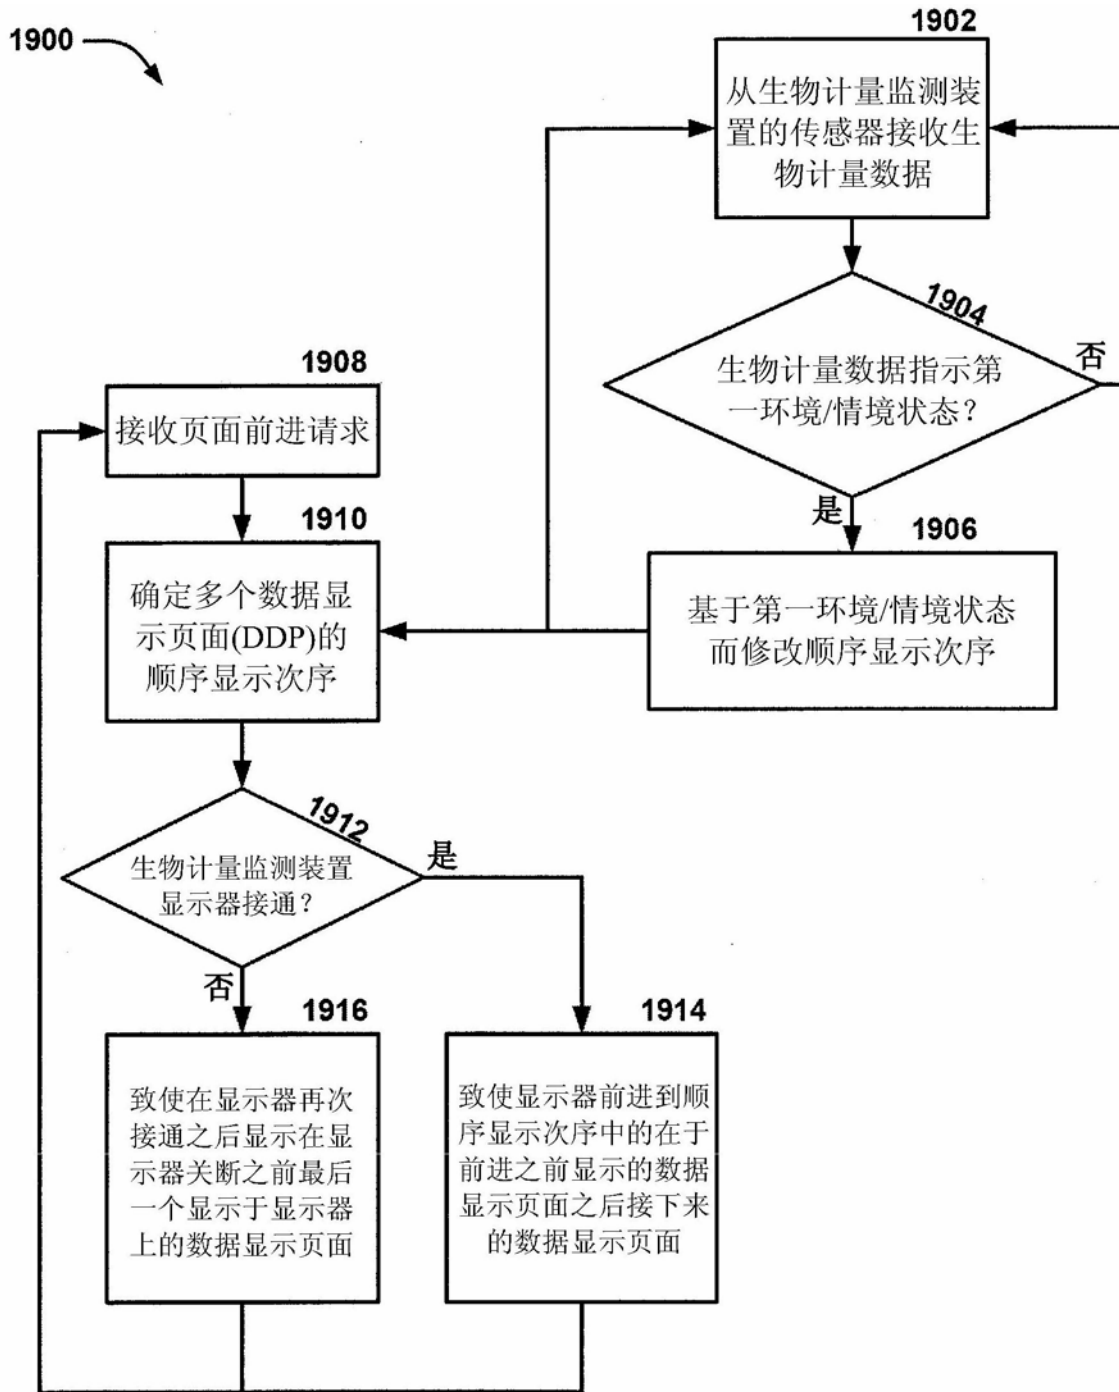 1900
1902
从生物计量监测装
置的传感器接收生
物计量数据
1904
生物计量数据指示第
一环境/情境状态？
否
是
1906
基于第一环境/情境状态
而修改顺序显示次序
1908
接收页面前进请求
1910
确定多个数据显
示页面(DDP)的
顺序显示次序
1912
生物计量监测装置
显示器接通？
是
否
1916
致使在显示器再次
接通之后显示在显
示器关断之前最后
一个显示于显示器
上的数据显示页面
1914
致使显示器前进到顺
序显示次序中的在于
前进之前显示的数据
显示页面之后接下来
的数据显示页面